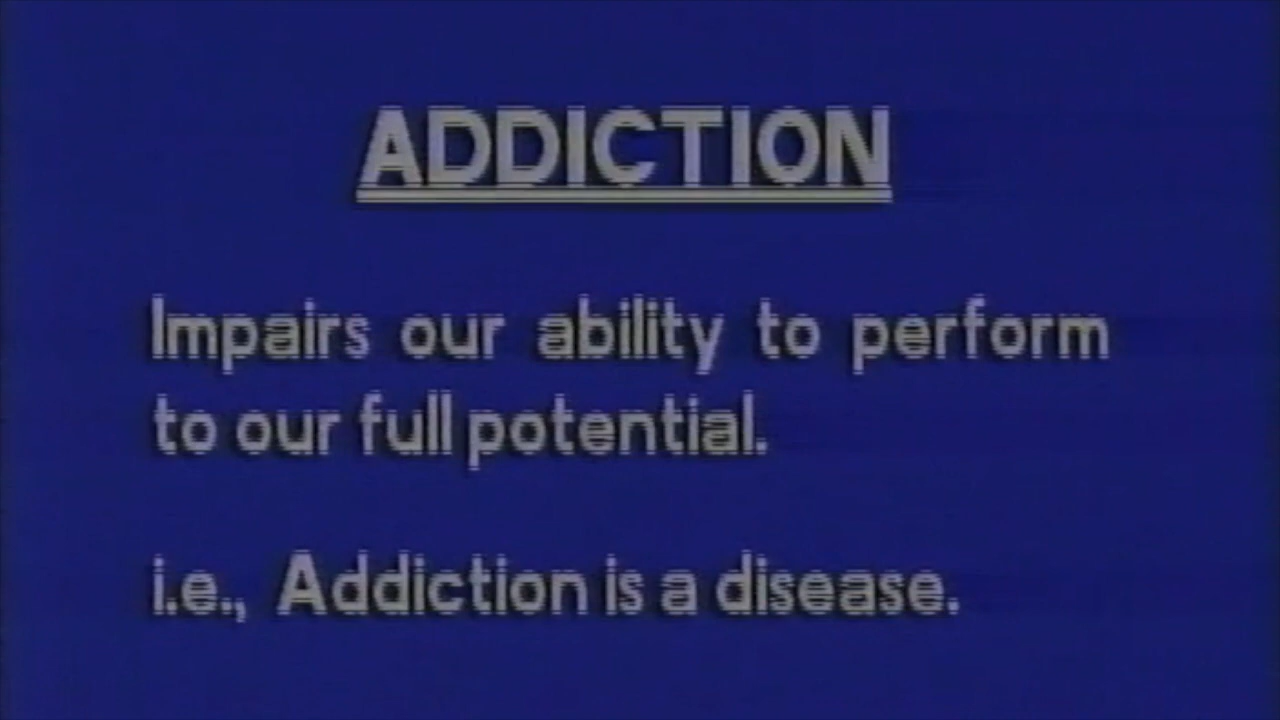 ADDICTION
Impairs our ability to perform
to our full potential.
i.e., Addiction is a disease.